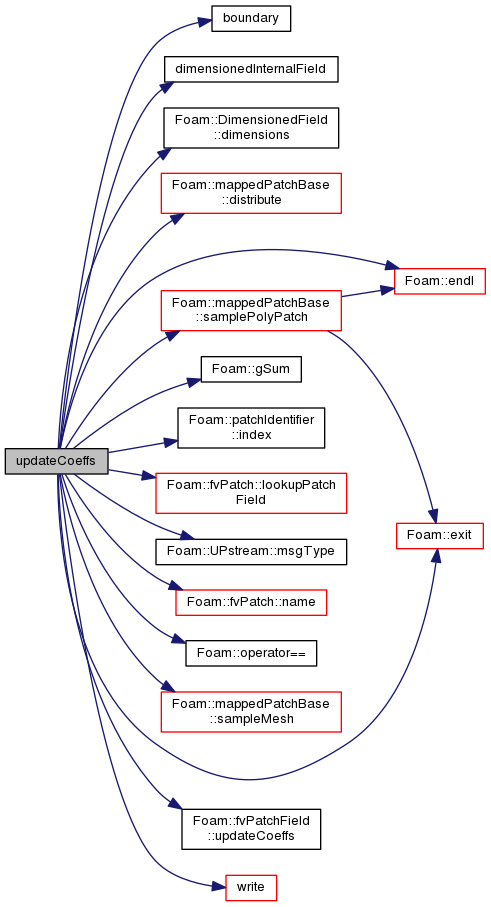 boundary
dimensionedInternalField
Foam::DimensionedField
::dimensions
Foam::mappedPatchBase
::distribute
Foam::endl
Foam::mappedPatchBase
::samplePolyPatch
Foam::gSum
Foam::patchIdentifier
::index
updateCoeffs
Foam::fvPatch::lookupPatch
Field
Foam::exit
Foam::UPstream::msgType
Foam::fvPatch::name
Foam::operator==
Foam::mappedPatchBase
::sampleMesh
Foam::fvPatchField
::updateCoeffs
write